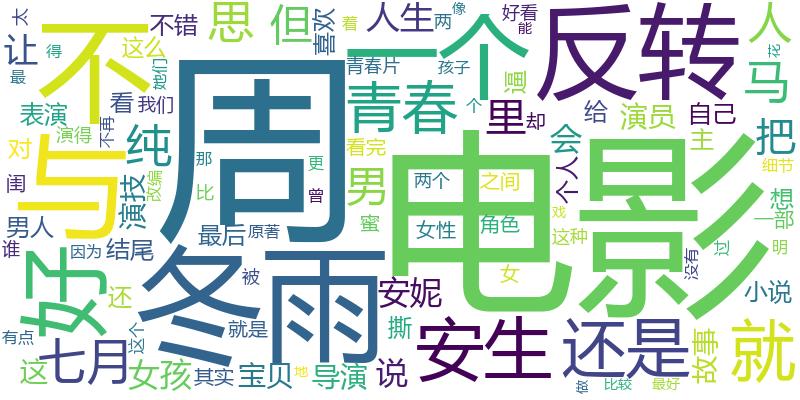 太
不错
思
但
喜欢
着
人生
两
像
好看
能
反转
人
让
得
不
这么
她们
一个
最
青春片
孩子
逼
马
花
表演
看
我们
周
青春
个
里
却
给
演员
自己
把
演得
不再
纯
对
与
闺
演技
那
更
看完
会
主
细节
改编
比
曾
男
两个
之间
个人
想
电影
男人
最后
原著
蜜
女性
角色
戏
这种
一部
谁
因为
结尾
没有
过
明
好
冬雨
女
还
被
安妮
小说
有点
这个
就是
撕
安生
还是
故事
就
这
七月
女孩
其实
宝贝
地
导演
说
做
比较
最好